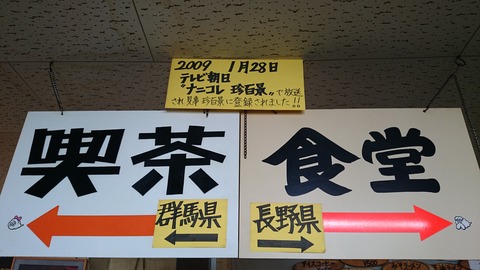 2009 1月28日
テレビ朝日
"ナニコレ珍百景"で放送
され見事珍百景に登録されました!!
喫茶
食堂
群馬県
長野県